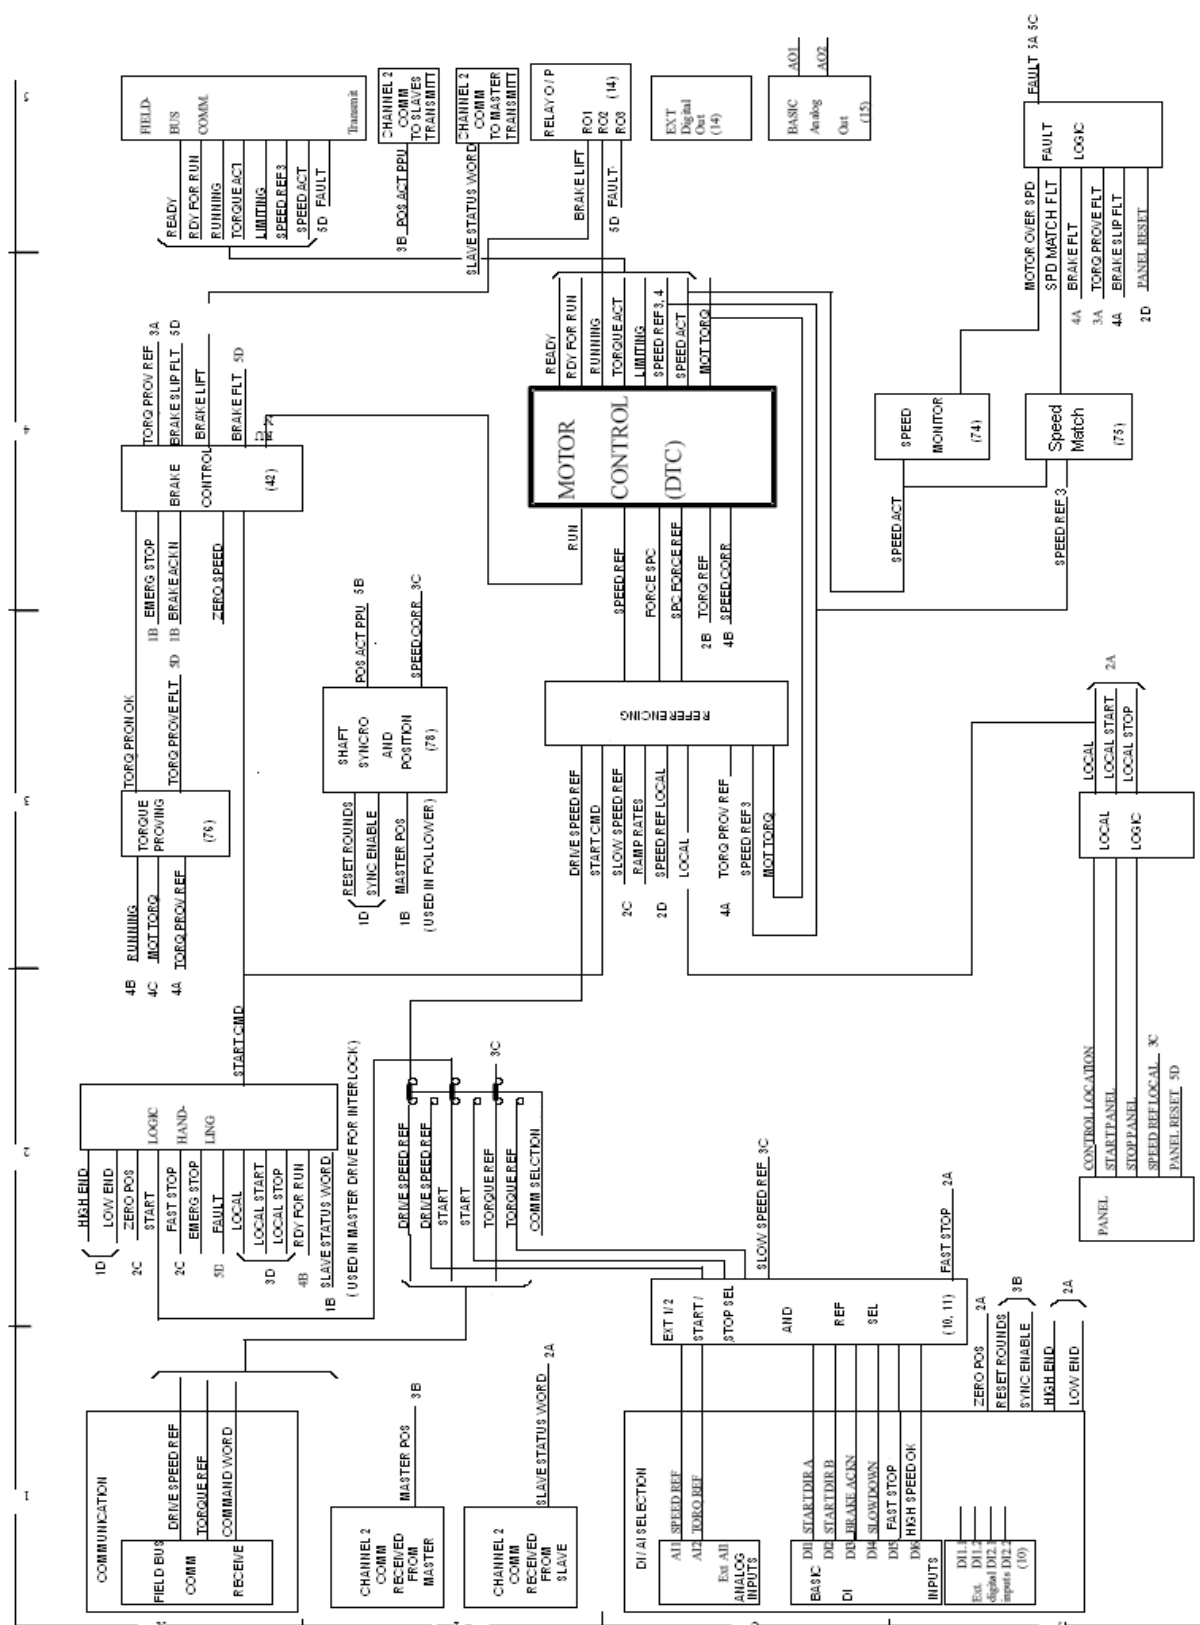 5
FIELD-
BUS
COMM.
Transmit
READY
RDY FOR RUN
RUNNING
TORQUE ACT
LIMITING
SPEED REF 3
SPEED ACT
5D FAULT
CHANNEL 2
COMM
TO SLAVES
TRANSMITT
3B POS ACT PPU
CHANNEL 2
COMM
TO MASTER
TRANSMITT
SLAVE STATUS WORD
RELAY O / P
(14)
RO1
RO2
RO3
BRAKE LIFT
5D FAULT
EXT
Digital
Out
(14)
BASIC
Analog
Out
(15)
AO1
AO2
FAULT 5A 5C
FAULT
LOGIC
MOTOR OVER SPD
SPD MATCH FLT
4A BRAKE FLT
3A TORQ PROVE FLT
4A BRAKE SLIP FLT
2D PANEL RESET
4
TORQ PROV REF 3A
BRAKE SLIP FLT 5D
BRAKE LIFT
BRAKE FLT 5D
BRAKE
CONTROL
(42)
1B EMERG STOP
1B BRAKE ACKN
ZERO SPEED
READY
RDY FOR RUN
RUNNING
TORQUE ACT
LIMITING
SPEED REF 3, 4
SPEED ACT
MOT TORQ
MOTOR
CONTROL
(DTC)
RUN
SPEED REF
FORCE SPC
SPC FORCE REF
2B TORQ REF
4B SPEED CORR
SPEED
MONITOR
(74)
Speed
Match
(75)
SPEED ACT
SPEED REF 3
3
TORQ PRON OK
TORQ PROVE FLT 5D
TORQUE
PROVING
(76)
4B RUNNING
4C MOT TORQ
4A TORQ PROV REF
POS ACT PPU 5B
SPEED CORR 3C
SHAFT
SYNCRO
AND
POSITION
(78)
RESET ROUNDS
SYNC ENABLE
1D
1B MASTER POS
(USED IN FOLLOWER)
REFERENCING
DRIVE SPEED REF
START CMD
2C SLOW SPEED REF
RAMP RATES
2D SPEED REF LOCAL
LOCAL
4A TORQ PROV REF
SPEED REF 3
MOT TORQ
LOCAL
LOCAL START
LOCAL STOP
2A
LOCAL
LOGIC
2
START CMD
LOGIC
HAND-
LING
HIGH END
LOW END
1D
ZERO POS
2C START
2C FAST STOP
EMERG STOP
5D FAULT
LOCAL
3D LOCAL START
LOCAL STOP
4B RDY FOR RUN
1B SLAVE STATUS WORD
(USED IN MASTER DRIVE FOR INTERLOCK)
3C
DRIVE SPEED REF
DRIVE SPEED REF
START
START
TORQUE REF
TORQUE REF
COMM SELCTION
SLOW SPEED REF 3C
FAST STOP 2A
EXT 1/2
START /
STOP SEL
AND
REF
SEL
(10, 11)
CONTROL LOCATION
START PANEL
STOP PANEL
SPEED REF LOCAL 3C
PANEL RESET 5D
PANEL
1
COMMUNICATION
DRIVE SPEED REF
TORQUE REF
COMMAND WORD
FIELD BUS
COMM
RECEIVE
MASTER POS 3B
CHANNEL 2
COMM
RECEIVED
FROM
MASTER
SLAVE STATUS WORD 2A
CHANNEL 2
COMM
RECEIVED
FROM
SLAVE
DI / AI SELECTION
AI1 SPEED REF
AI2 TORQ REF
Ext AI1
ANALOG
INPUTS
DI1 START DIR A
DI2 START DIR B
DI3 BRAKE ACKN
DI4 SLOWDOWN
DI5 FAST STOP
DI6 HIGH SPEED OK
BASIC
DI
INPUTS
DI1.1
Ext. DI1.2
digital DI2.1
inputs DI2.2
(10)
ZERO POS 2A
RESET ROUNDS
SYNC ENABLE
3B
HIGH END
LOW END
2A